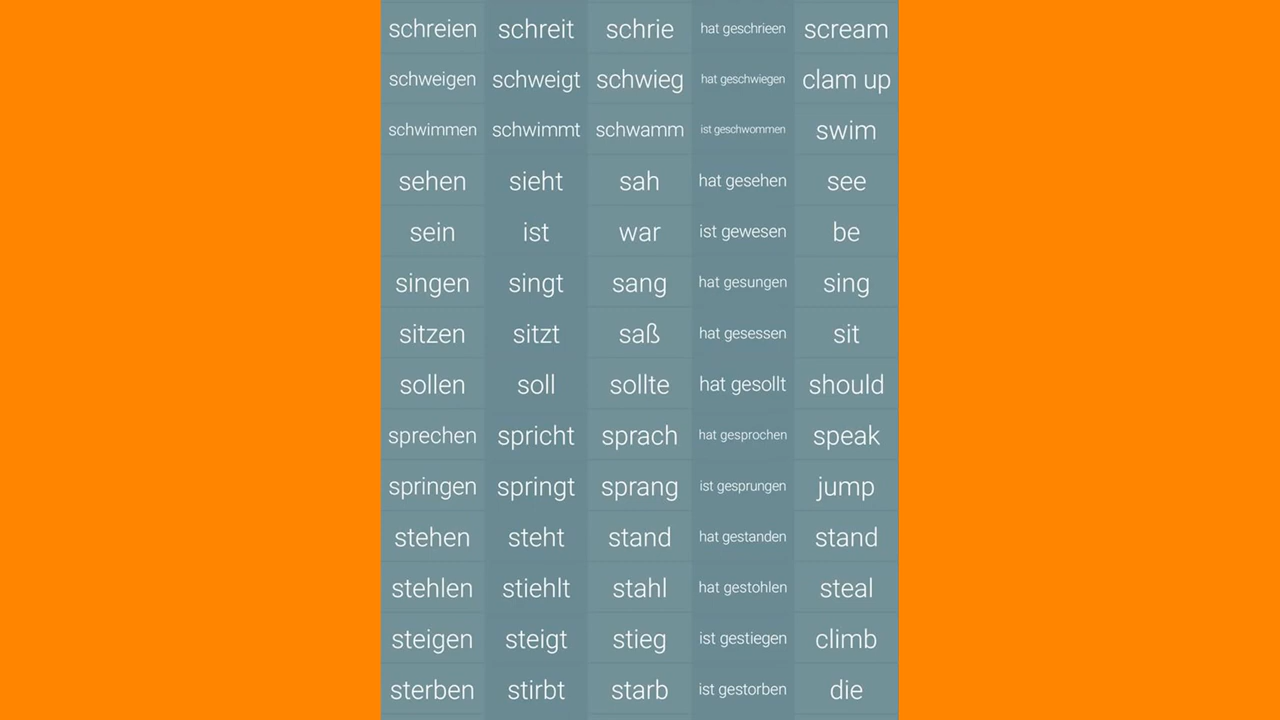 schreien schreit schrie hat geschrieen scream
schweigen schweigt schwieg hat geschwiegen clam up
schwimmen schwimmt schwamm ist geschwommen swim
sehen sieht sah hat gesehen see
sein ist war ist gewesen be
singen singt sang hat gesungen sing
sitzen sitzt saß hat gesessen sit
sollen soll sollte hat gesollt should
sprechen spricht sprach hat gesprochen speak
springen springt sprang ist gesprungen jump
stehen steht stand hat gestanden stand
stehlen stiehlt stahl hat gestohlen steal
steigen steigt stieg ist gestiegen climb
sterben stirbt starb ist gestorben die